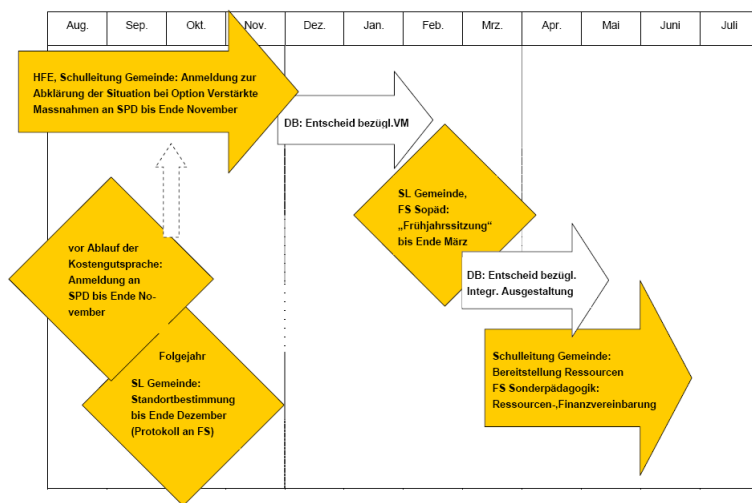 Aug. Sep. Okt. Nov. Dez. Jan. Feb. Mrz. Apr. Mai Juni Juli
HFE, Schulleitung Gemeinde: Anmeldung zur
Abklärung der Situation bei Option Verstärkte
Massnahmen an SPD bis Ende November
DB: Entscheid bezügl.VM
SL Gemeinde,
FS Sopäd:
„Frühjahrssitzung“
bis Ende März
vor Ablauf der
Kostengutsprache:
Anmeldung an
SPD bis Ende No-
vember
DB: Entscheid bezügl.
Integr. Ausgestaltung
Folgejahr
SL Gemeinde:
Standortbestimmung
bis Ende Dezember
(Protokoll an FS)
Schulleitung Gemeinde:
Bereitstellung Ressourcen
FS Sonderpädagogik:
Ressourcen-,Finanzvereinbarung